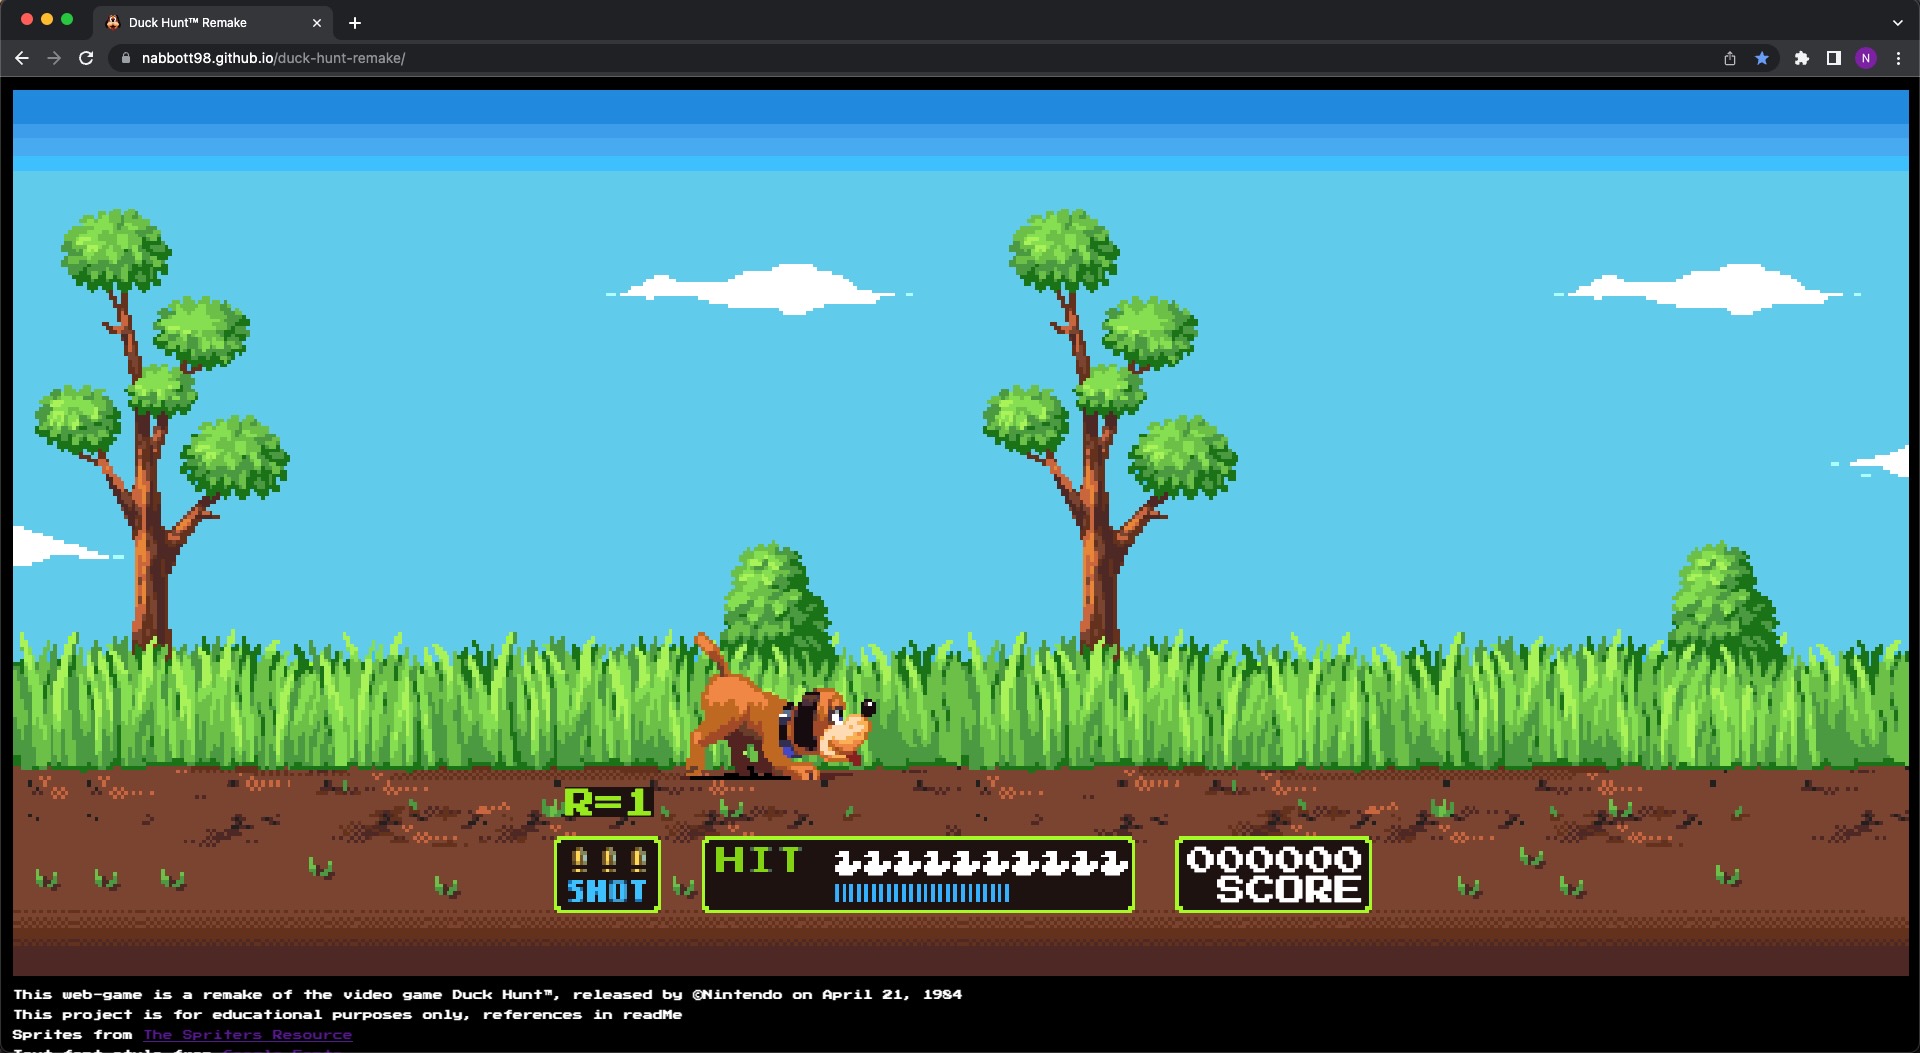 Duck Hunt™ Remake
nabbott98.github.io/duck-hunt-remake/
N
R=1
SHOT
HIT
000000
SCORE
This web-game is a remake of the video game Duck Hunt™, released by ©Nintendo on April 21, 1984
This project is for educational purposes only, references in readMe
Sprites from The Spriters Resource